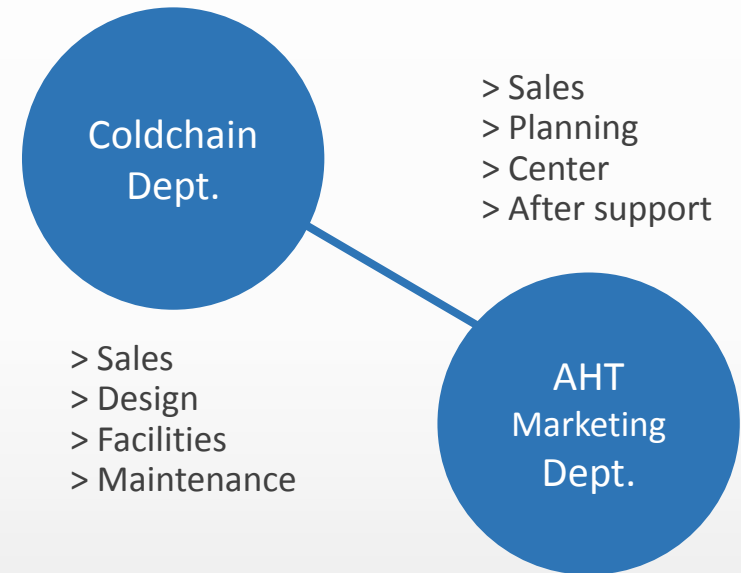 Coldchain
Dept.
> Sales
> Planning
> Center
> After support
> Sales
> Design
> Facilities
> Maintenance
AHT
Marketing
Dept.